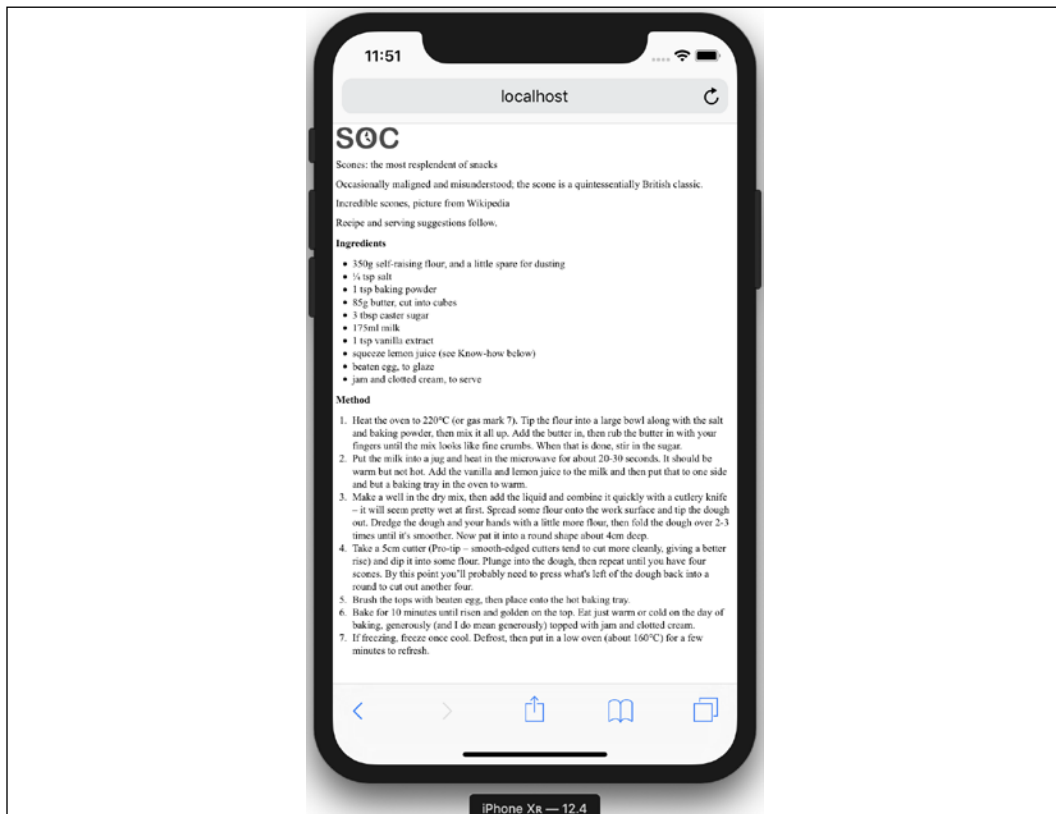 11:51
localhost
SOC
Scones: the most resplendent of snacks
Occasionally maligned and misunderstood; the scone is a quintessentially British classic.
Incredible scones, picture from Wikipedia
Recipe and serving suggestions follow.
Ingredients
• 350g self-raising flour, and a little spare for dusting
• ¼ tsp salt
• 1 tsp baking powder
• 85g butter, cut into cubes
• 3 tbsp caster sugar
• 175ml milk
• 1 tsp vanilla extract
• squeeze lemon juice (see Know-how below)
• beaten egg, to glaze
• jam and clotted cream, to serve
Method
1. Heat the oven to 220°C (or gas mark 7). Tip the flour into a large bowl along with the salt
and baking powder, then mix it all up. Add the butter in, then rub the butter in with your
fingers until the mix looks like fine crumbs. When that is done, stir in the sugar.
2. Put the milk into a jug and heat in the microwave for about 20-30 seconds. It should be
warm but not hot. Add the vanilla and lemon juice to the milk and then put that to one side
and but a baking tray in the oven to warm.
3. Make a well in the dry mix, then add the liquid and combine it quickly with a cutlery knife
– it will seem pretty wet at first. Spread some flour onto the work surface and tip the dough
out. Dredge the dough and your hands with a little more flour, then fold the dough over 2-3
times until it's smoother. Now pat it into a round shape about 4cm deep.
4. Take a 5cm cutter (Pro-tip – smooth-edged cutters tend to cut more cleanly, giving a better
rise) and dip it into some flour. Plunge into the dough, then repeat until you have four
scones. By this point you'll probably need to press what's left of the dough back into a
round to cut out another four.
5. Brush the tops with beaten egg, then place onto the hot baking tray.
6. Bake for 10 minutes until risen and golden on the top. Eat just warm or cold on the day of
baking, generously (and I do mean generously) topped with jam and clotted cream.
7. If freezing, freeze once cool. Defrost, then put in a low oven (about 160°C) for a few
minutes to refresh.
iPhone Xʀ — 12.4